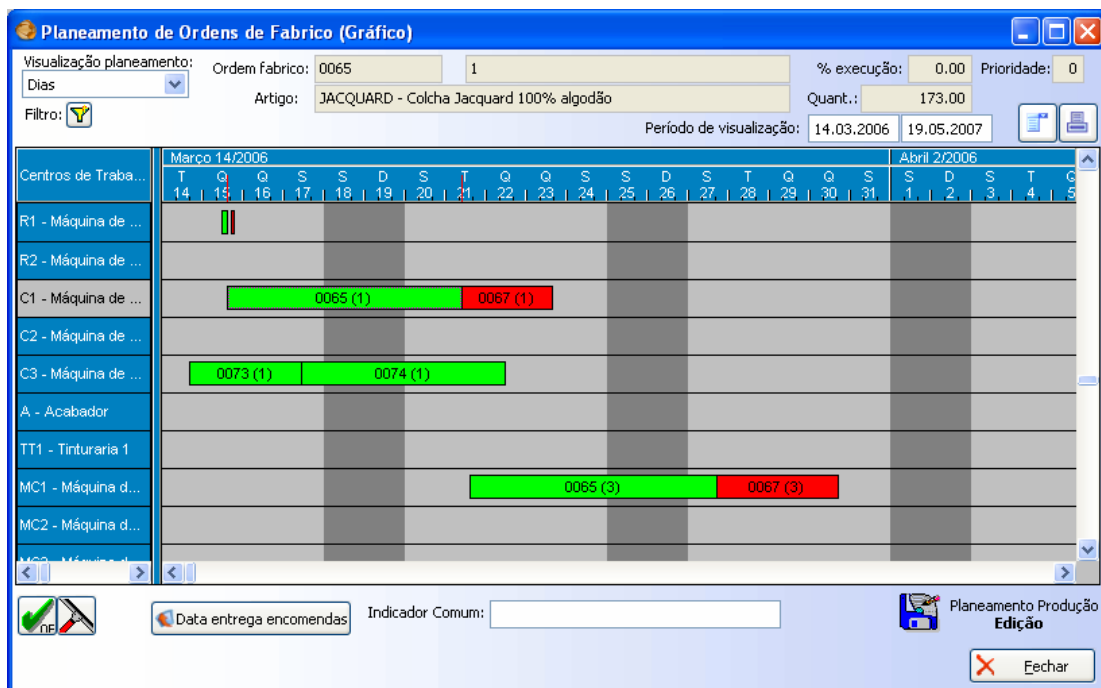 Planeamento de Ordens de Fabrico (Gráfico)
Visualização planeamento:
Dias
Ordem fabrico: 0065 1 % execução: 0.00 Prioridade: 0
Artigo: JACQUARD - Colcha Jacquard 100% algodão Quant.: 173.00
Filtro:
Período de visualização: 14.03.2006 19.05.2007
Março 14/2006 Abril 2/2006
Centros de Traba...
T Q Q S S D S T Q Q S S D S T Q Q S S D S T Q
14 15 16 17 18 19 20 21 22 23 24 25 26 27 28 29 30 31 1 2 3 4 5
R1 - Máquina de ...
R2 - Máquina de ...
C1 - Máquina de ... 0065 (1) 0067 (1)
C2 - Máquina de ...
C3 - Máquina de ... 0073 (1) 0074 (1)
A - Acabador
TT1 - Tinturaria 1
MC1 - Máquina d... 0065 (3) 0067 (3)
MC2 - Máquina d...
OF
Data entrega encomendas
Indicador Comum:
Planeamento Produção
Edição
Fechar